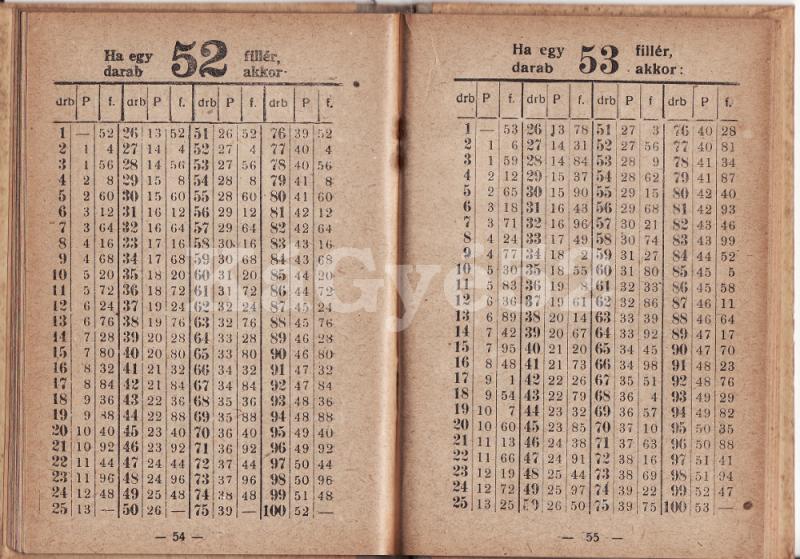 Ha egy darab 52 fillér, akkor·
drb P f. drb P f. drb P f. drb P f.
1 — 52 26 13 52 51 26 52 76 39 52
2 1 4 27 14 4 52 27 4 77 40 4
3 1 56 28 14 56 53 27 56 78 40 56
4 2 8 29 15 8 54 28 8 79 41 8
5 2 60 30 15 60 55 28 60 80 41 60
6 3 12 31 16 12 56 29 12 81 42 12
7 3 64 32 16 64 57 29 64 82 42 64
8 4 16 33 17 16 58 30 16 83 43 16
9 4 68 34 17 68 59 30 68 84 43 68
10 5 20 35 18 20 60 31 20 85 44 20
11 5 72 36 18 72 61 31 72 86 44 72
12 6 24 37 19 24 62 32 24 87 45 24
13 6 76 38 19 76 63 32 76 88 45 76
14 7 28 39 20 28 64 33 28 89 46 28
15 7 80 40 20 80 65 33 80 90 46 80
16 8 32 41 21 32 66 34 32 91 47 32
17 8 84 42 21 84 67 34 84 92 47 84
18 9 36 43 22 36 68 35 36 93 48 36
19 9 88 44 22 88 69 35 88 94 48 88
20 10 40 45 23 40 70 36 40 95 49 40
21 10 92 46 23 92 71 36 92 96 49 92
22 11 44 47 24 44 72 37 44 97 50 44
23 11 96 48 24 96 73 37 96 98 50 96
24 12 48 49 25 48 74 38 48 99 51 48
25 13 — 50 26 — 75 39 — 100 52 —
— 54 —
Ha egy darab 53 fillér, akkor:
drb P f. drb P f. drb P f drb P f.
1 — 53 26 13 78 51 27 3 76 40 28
2 1 6 27 14 31 52 27 56 77 40 81
3 1 59 28 14 84 53 28 9 78 41 34
4 2 12 29 15 37 54 28 62 79 41 87
5 2 65 30 15 90 55 29 15 80 42 40
6 3 18 31 16 43 56 29 68 81 42 93
7 3 71 32 16 96 57 30 21 82 43 46
8 4 24 33 17 49 58 30 74 83 43 99
9 4 77 34 18 2 59 31 27 84 44 52
10 5 30 35 18 55 60 31 80 85 45 5
11 5 83 36 19 8 61 32 33 86 45 58
12 6 36 37 19 61 62 32 86 87 46 11
13 6 89 38 20 14 63 33 39 88 46 64
14 7 42 39 20 67 64 33 92 89 47 17
15 7 95 40 21 20 65 34 45 90 47 70
16 8 48 41 21 73 66 34 98 91 48 23
17 9 1 42 22 26 67 35 51 92 48 76
18 9 54 43 22 79 68 36 4 93 49 29
19 10 7 44 23 32 69 36 57 94 49 82
20 10 60 45 23 85 70 37 10 95 50 35
21 11 13 46 24 38 71 37 63 96 50 88
22 11 66 47 24 91 72 38 16 97 51 41
23 12 19 48 25 44 73 38 69 98 51 94
24 12 72 49 25 97 74 39 22 99 52 47
25 13 25 50 26 50 75 39 75 100 53 —
— 55 —